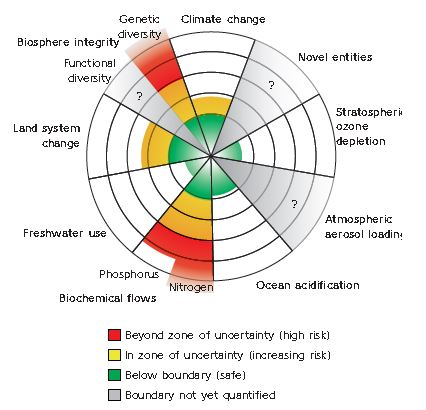 Genetic
diversity
Climate change
Biosphere integrity
Functional
diversity
?
?
Novel entities
Stratospheric
ozone
depletion
Land system
change
?
Atmospheric
aerosol loading
Freshwater use
Phosphorus
Nitrogen
Ocean acidification
Biochemical flows
Beyond zone of uncertainty (high risk)
In zone of uncertainty (increasing risk)
Below boundary (safe)
Boundary not yet quantified